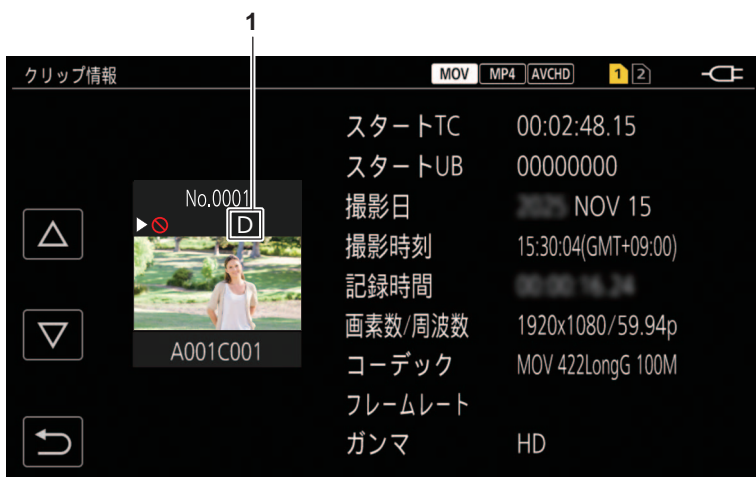 1
クリップ情報 MOV MP4 AVCHD 1 2
スタートTC 00:02:48.15
スタートUB 00000000
No.0001
D
撮影日 NOV 15
撮影時刻 15:30:04(GMT+09:00)
記録時間
画素数/周波数 1920x1080/59.94p
A001C001
コーデック MOV 422LongG 100M
フレームレート
ガンマ HD